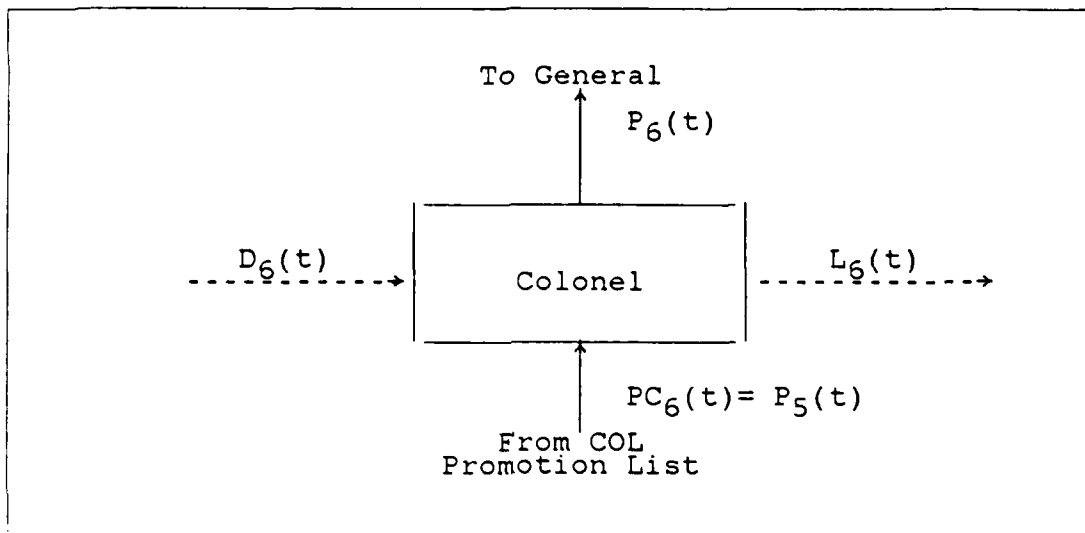 To General
P₆(t)
D₆(t)
Colonel
L₆(t)
PC₆(t)= P₅(t)
From COL
Promotion List